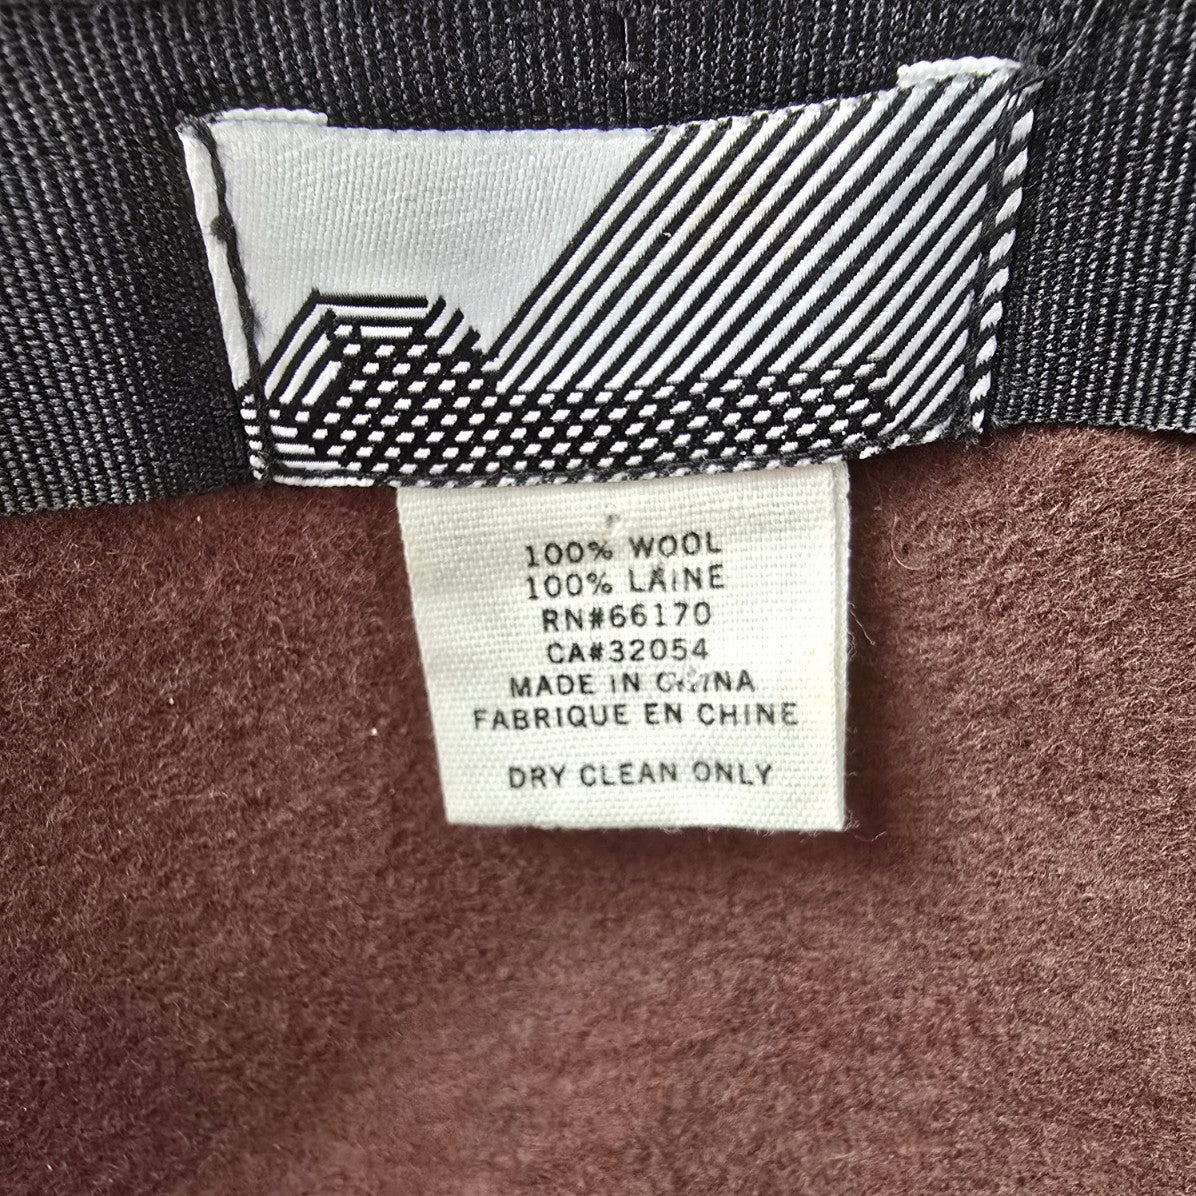 100% WOOL
100% LAINE
RN#66170
CA#32054
MADE IN CHINA
FABRIQUE EN CHINE
DRY CLEAN ONLY